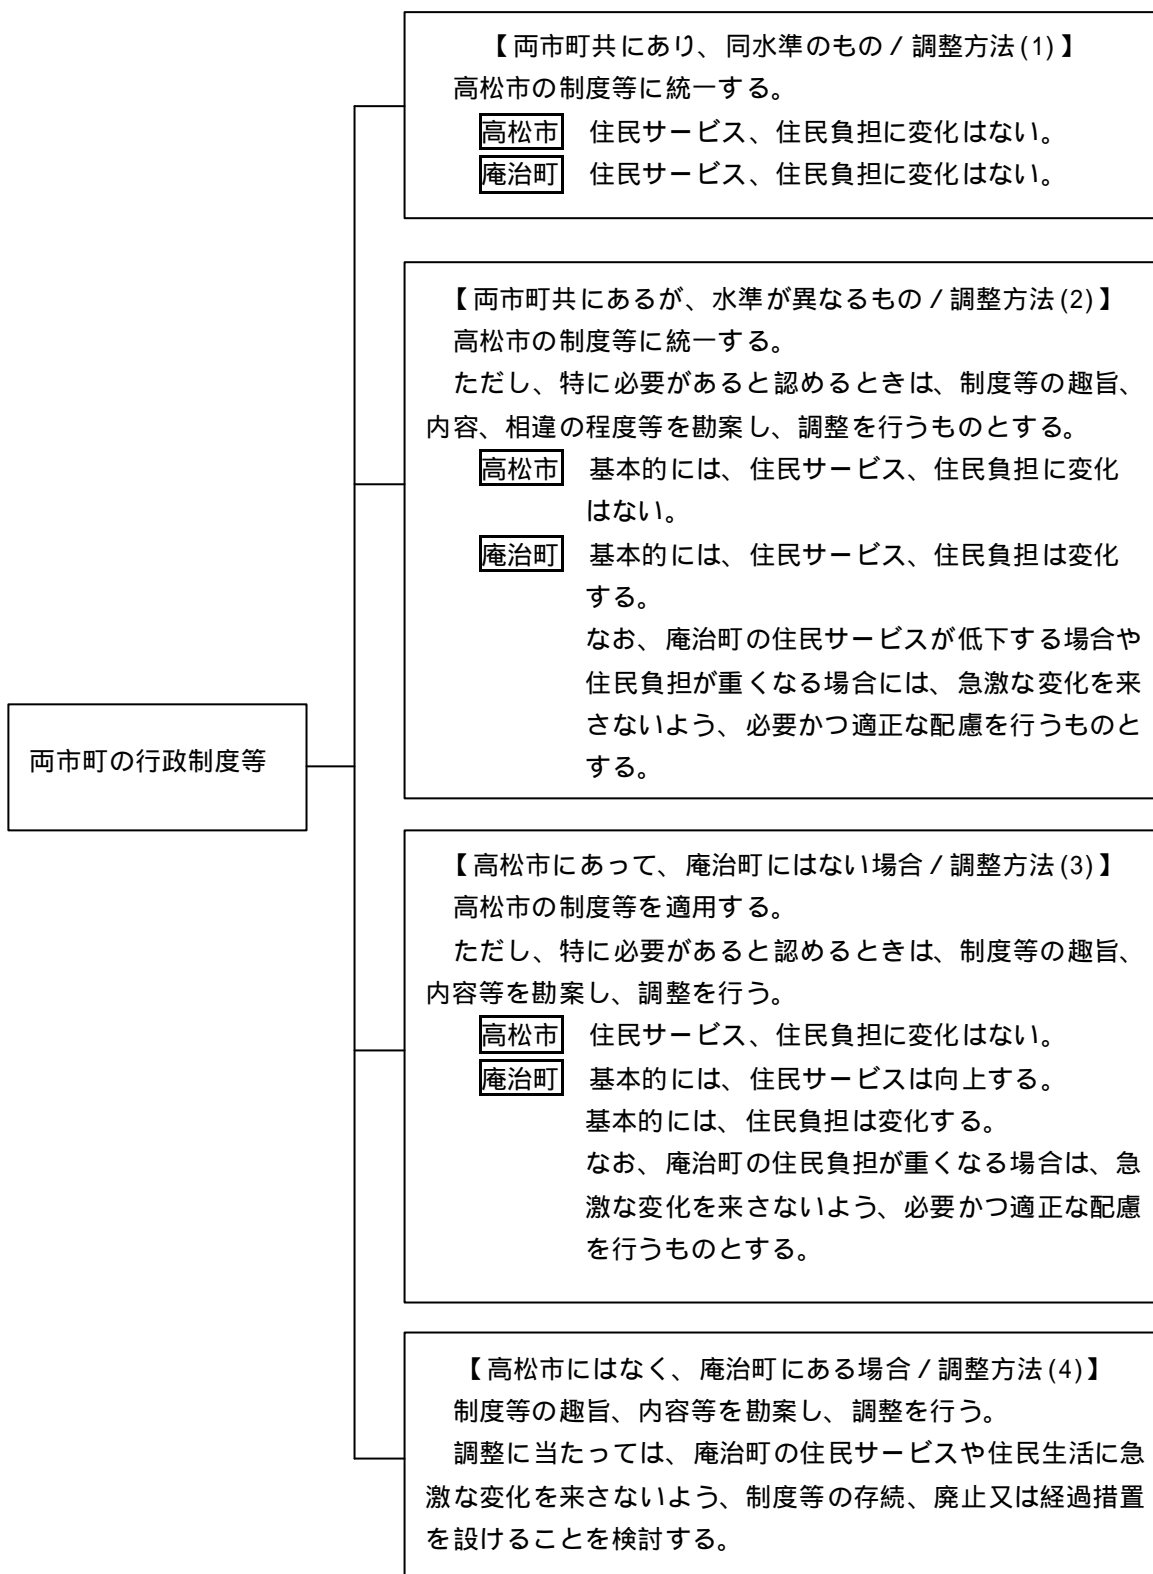 両市町の行政制度等
【両市町共にあり、同水準のもの / 調整方法(1)】
高松市の制度等に統一する。
高松市 住民サービス、住民負担に変化はない。
庵治町 住民サービス、住民負担に変化はない。
【両市町共にあるが、水準が異なるもの / 調整方法(2)】
高松市の制度等に統一する。
ただし、特に必要があると認めるときは、制度等の趣旨、
内容、相違の程度等を勘案し、調整を行うものとする。
高松市 基本的には、住民サービス、住民負担に変化
はない。
庵治町 基本的には、住民サービス、住民負担は変化
する。
なお、庵治町の住民サービスが低下する場合や
住民負担が重くなる場合には、急激な変化を来
さないよう、必要かつ適正な配慮を行うものと
する。
【高松市にあって、庵治町にはない場合 / 調整方法(3)】
高松市の制度等を適用する。
ただし、特に必要があると認めるときは、制度等の趣旨、
内容等を勘案し、調整を行う。
高松市 住民サービス、住民負担に変化はない。
庵治町 基本的には、住民サービスは向上する。
基本的には、住民負担は変化する。
なお、庵治町の住民負担が重くなる場合は、急
激な変化を来さないよう、必要かつ適正な配慮
を行うものとする。
【高松市にはなく、庵治町にある場合 / 調整方法(4)】
制度等の趣旨、内容等を勘案し、調整を行う。
調整に当たっては、庵治町の住民サービスや住民生活に急
激な変化を来さないよう、制度等の存続、廃止又は経過措置
を設けることを検討する。